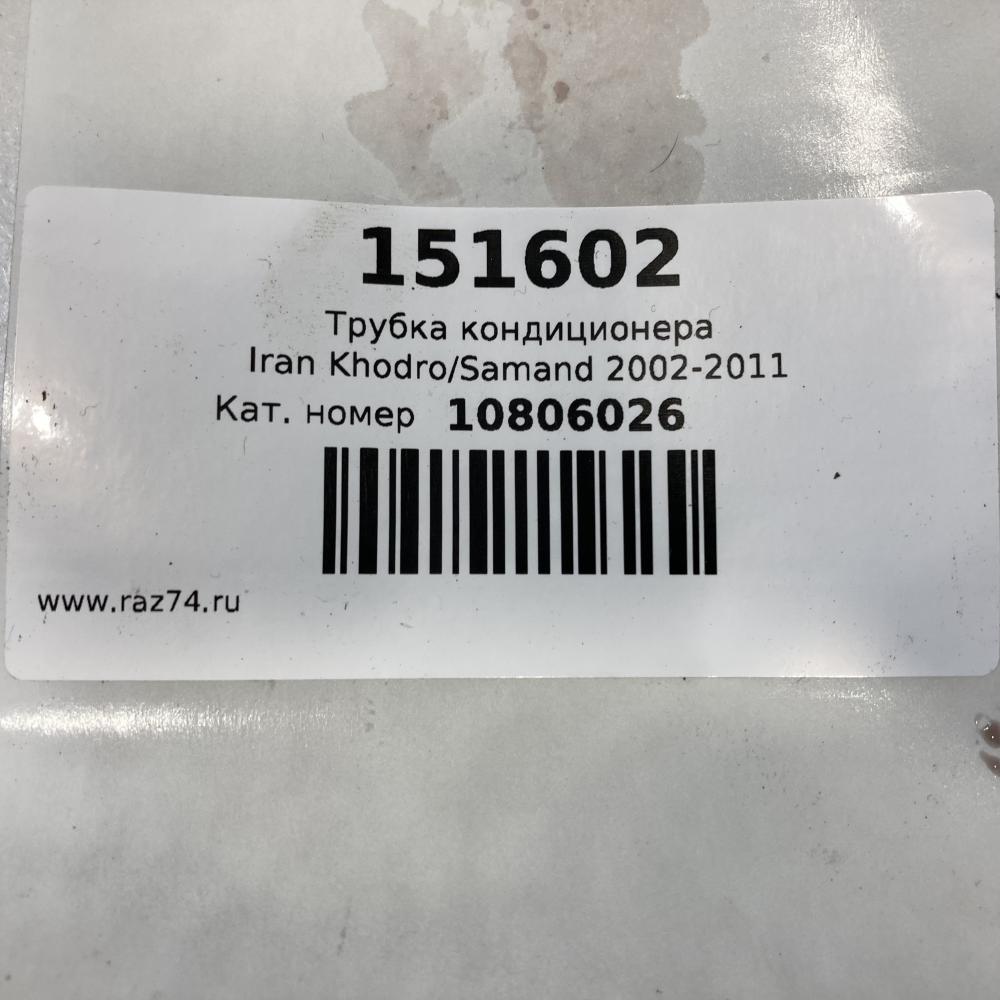 151602
Трубка кондиционера
Iran Khodro/Samand 2002-2011
Кат. номер 10806026
www.raz74.ru